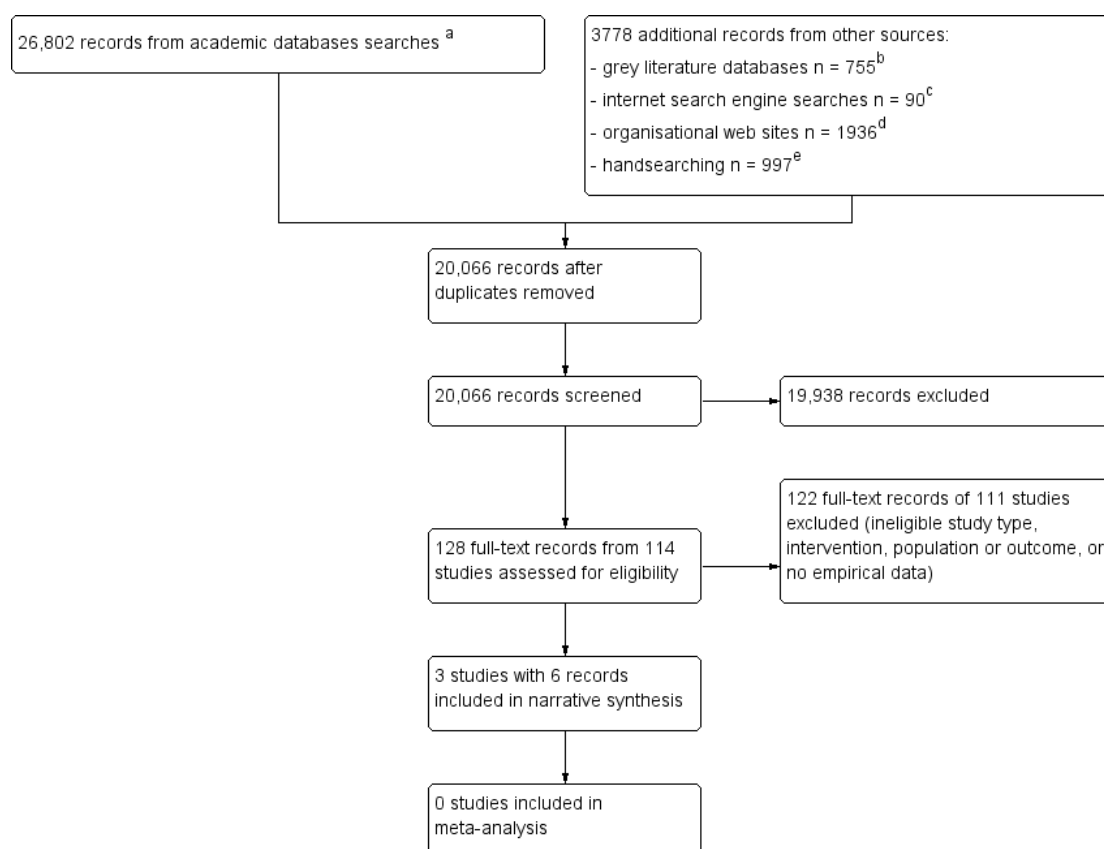 26,802 records from academic databases searches a
3778 additional records from other sources:
- grey literature databases n = 755b
- internet search engine searches n = 90c
- organisational web sites n = 1936d
- handsearching n = 997e
20,066 records after
duplicates removed
20,066 records screened
19,938 records excluded
128 full-text records from 114
studies assessed for eligibility
122 full-text records of 111 studies
excluded (ineligible study type,
intervention, population or outcome, or
no empirical data)
3 studies with 6 records
included in narrative synthesis
0 studies included in
meta-analysis